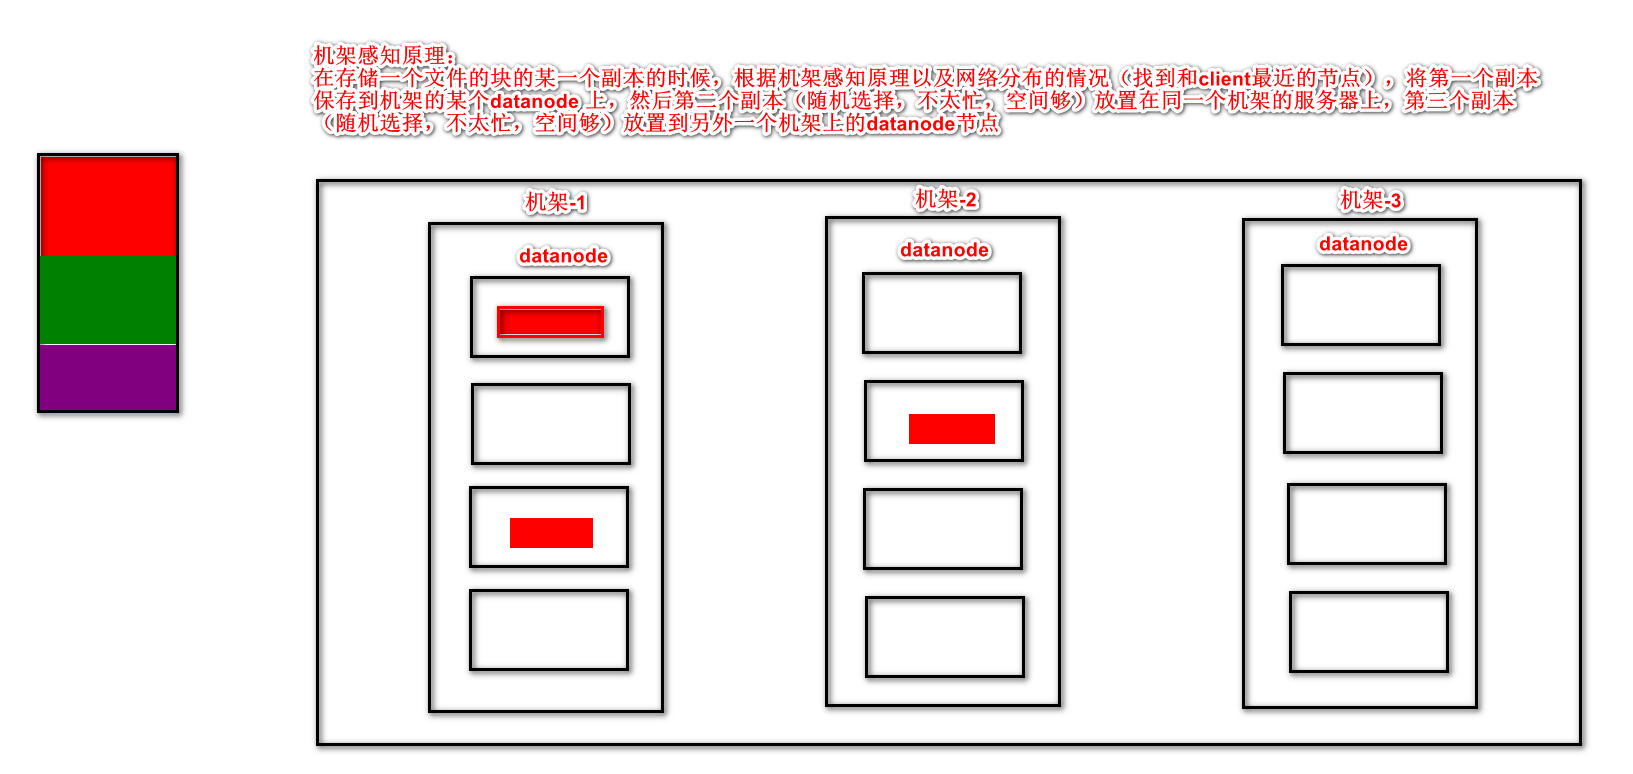 机架感知原理：
在存储一个文件的块的某一个副本的时候，根据机架感知原理以及网络分布的情况（找到和client最近的节点），将第一个副本
保存到机架的某个datanode上，然后第二个副本（随机选择，不太忙，空间够）放置在同一个机架的服务器上，第三个副本
（随机选择，不太忙，空间够）放置到另外一个机架上的datanode节点
机架-1
机架-2
机架-3
datanode
datanode
datanode